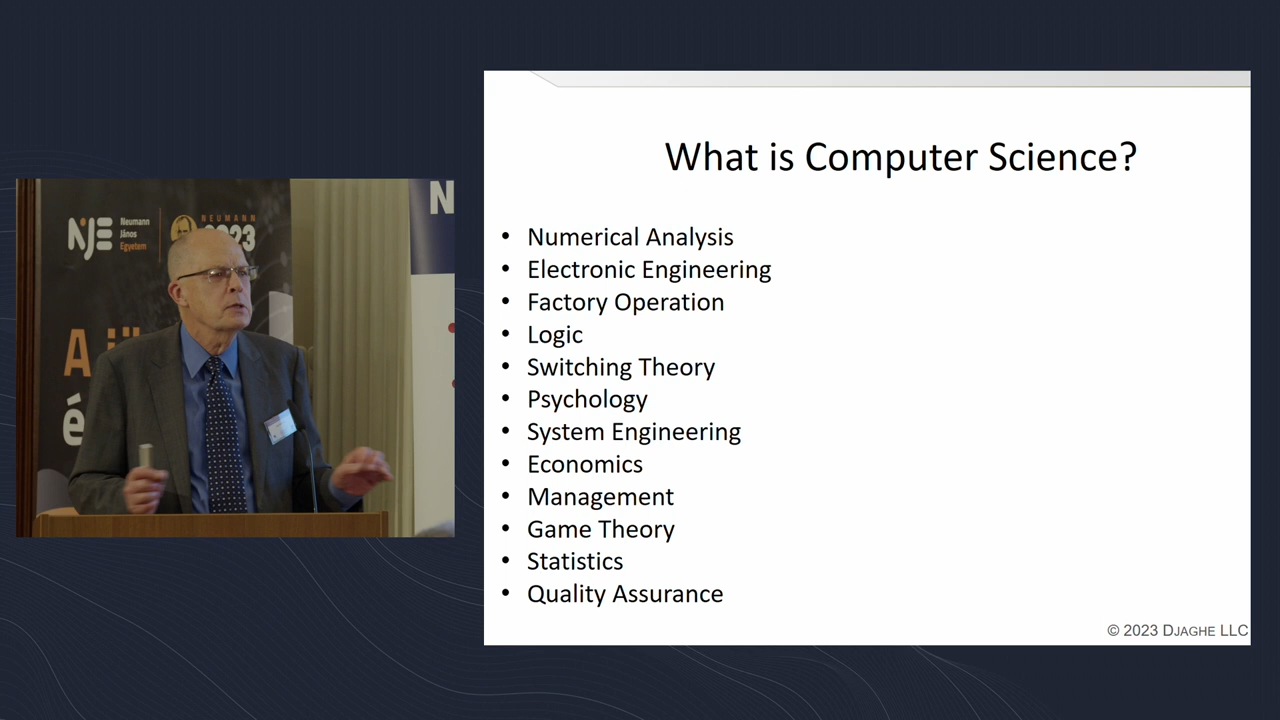 NJE
Neumann
János
Egyetem
NEUMANN
2023
N
A
é
What is Computer Science?
• Numerical Analysis
• Electronic Engineering
• Factory Operation
• Logic
• Switching Theory
• Psychology
• System Engineering
• Economics
• Management
• Game Theory
• Statistics
• Quality Assurance
© 2023 DJAGHE LLC